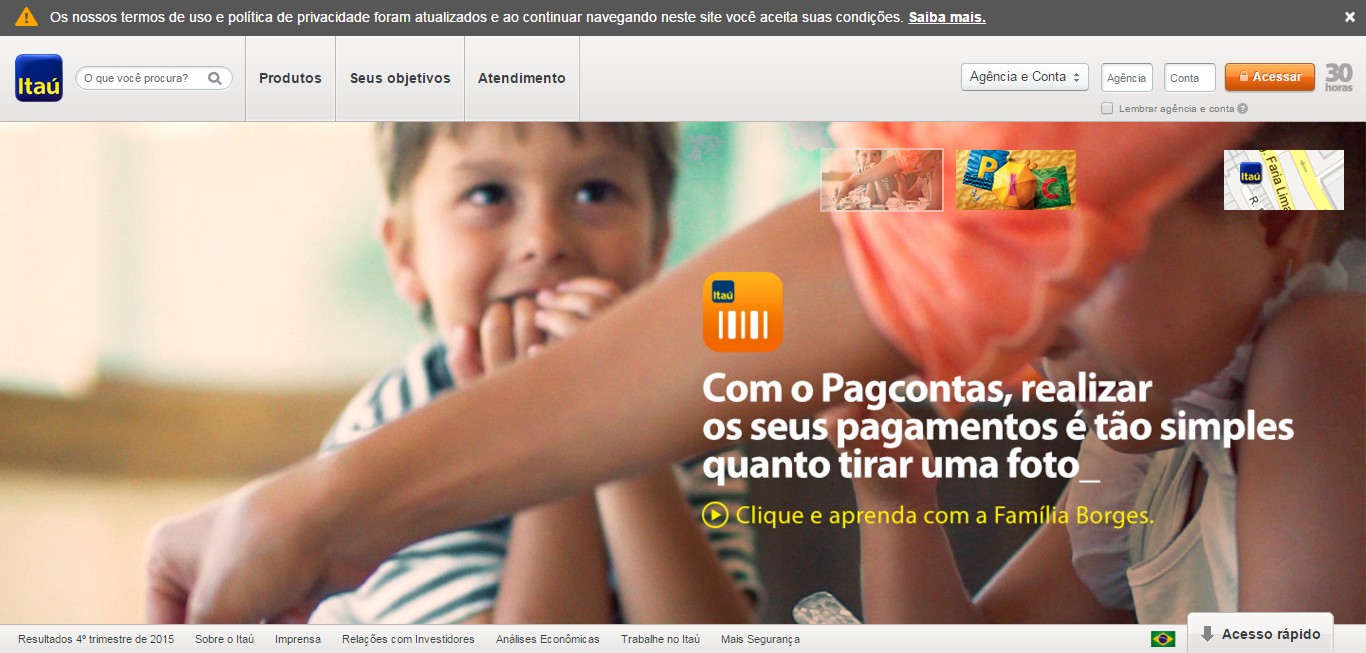 Os nossos termos de uso e política de privacidade foram atualizados e ao continuar navegando neste site você aceita suas condições. Saiba mais.
Itaú
O que você procura?
Produtos
Seus objetivos
Atendimento
Agência e Conta
Agência
Conta
Acessar
30
horas
Lembrar agência e conta ?
PIC
Itaú
Faria Lima
R.
Itaú
Com o Pagcontas, realizar
os seus pagamentos é tão simples
quanto tirar uma foto_
Clique e aprenda com a Família Borges.
Resultados 4º trimestre de 2015
Sobre o Itaú
Imprensa
Relações com Investidores
Análises Econômicas
Trabalhe no Itaú
Mais Segurança
Acesso rápido